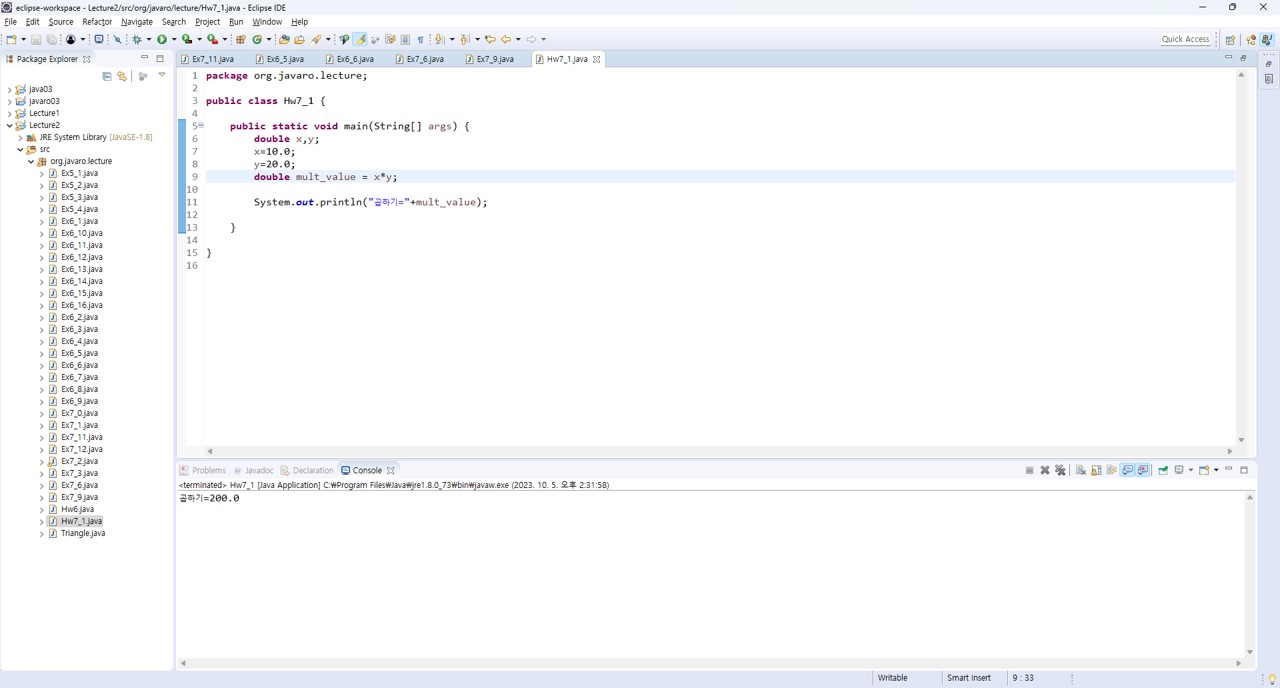 eclipse-workspace - Lecture2/src/org/javaro/lecture/Hw7_1.java - Eclipse IDE
File Edit Source Refactor Navigate Search Project Run Window Help
Quick Access
Package Explorer
Ex7_11.java Ex6_5.java Ex6_6.java Ex7_6.java Ex7_9.java Hw7_1.java
java03
javaro03
Lecture1
Lecture2
JRE System Library [JavaSE-1.8]
src
org.javaro.lecture
Ex5_1.java
Ex5_2.java
Ex5_3.java
Ex5_4.java
Ex6_1.java
Ex6_10.java
Ex6_11.java
Ex6_12.java
Ex6_13.java
Ex6_14.java
Ex6_15.java
Ex6_16.java
Ex6_2.java
Ex6_3.java
Ex6_4.java
Ex6_5.java
Ex6_6.java
Ex6_7.java
Ex6_8.java
Ex6_9.java
Ex7_0.java
Ex7_1.java
Ex7_11.java
Ex7_12.java
Ex7_2.java
Ex7_3.java
Ex7_6.java
Ex7_9.java
Hw6.java
Hw7_1.java
Triangle.java
1 package org.javaro.lecture;
2
3 public class Hw7_1 {
4
5 public static void main(String[] args) {
6 double x,y;
7 x=10.0;
8 y=20.0;
9 double mult_value = x*y;
10
11 System.out.println("곱하기="+mult_value);
12
13 }
14
15 }
16
Problems Javadoc Declaration Console
<terminated> Hw7_1 [Java Application] C:₩Program Files₩Java₩jre1.8.0_73₩bin₩javaw.exe (2023. 10. 5. 오후 2:31:58)
곱하기=200.0
Writable Smart Insert 9 : 33